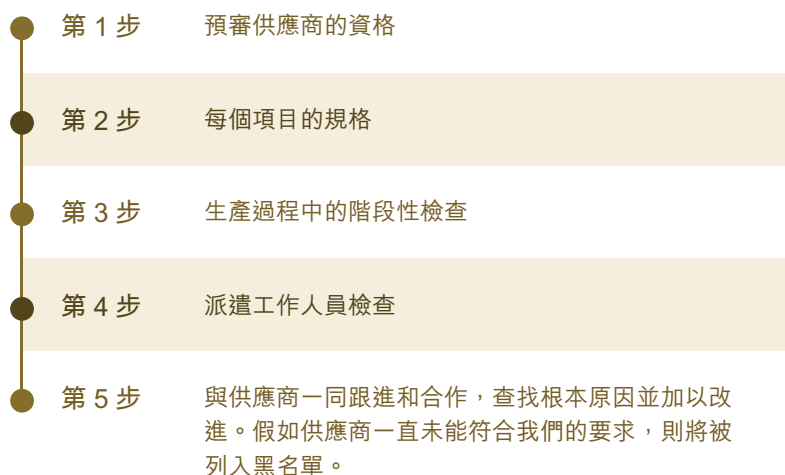 第 1 步 預審供應商的資格
第 2 步 每個項目的規格
第 3 步 生產過程中的階段性檢查
第 4 步 派遣工作人員檢查
第 5 步 與供應商一同跟進和合作，查找根本原因並加以改
進。假如供應商一直未能符合我們的要求，則將被
列入黑名單。